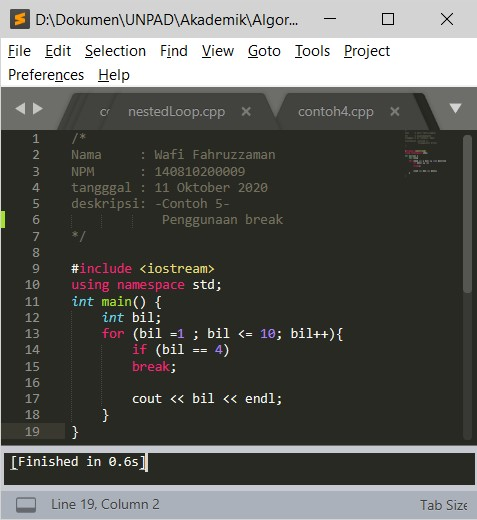 D:\Dokumen\UNPAD\Akademik\Algor...
File Edit Selection Find View Goto Tools Project
Preferences Help
nestedLoop.cpp × contoh4.cpp ×
1 /*
2 Nama : Wafi Fahruzzaman
3 NPM : 140810200009
4 tangggal : 11 Oktober 2020
5 deskripsi: -Contoh 5-
6 Penggunaan break
7 */
8
9 #include <iostream>
10 using namespace std;
11 int main() {
12 int bil;
13 for (bil =1 ; bil <= 10; bil++){
14 if (bil == 4)
15 break;
16
17 cout << bil << endl;
18 }
19 }
[Finished in 0.6s]
Line 19, Column 2 Tab Size